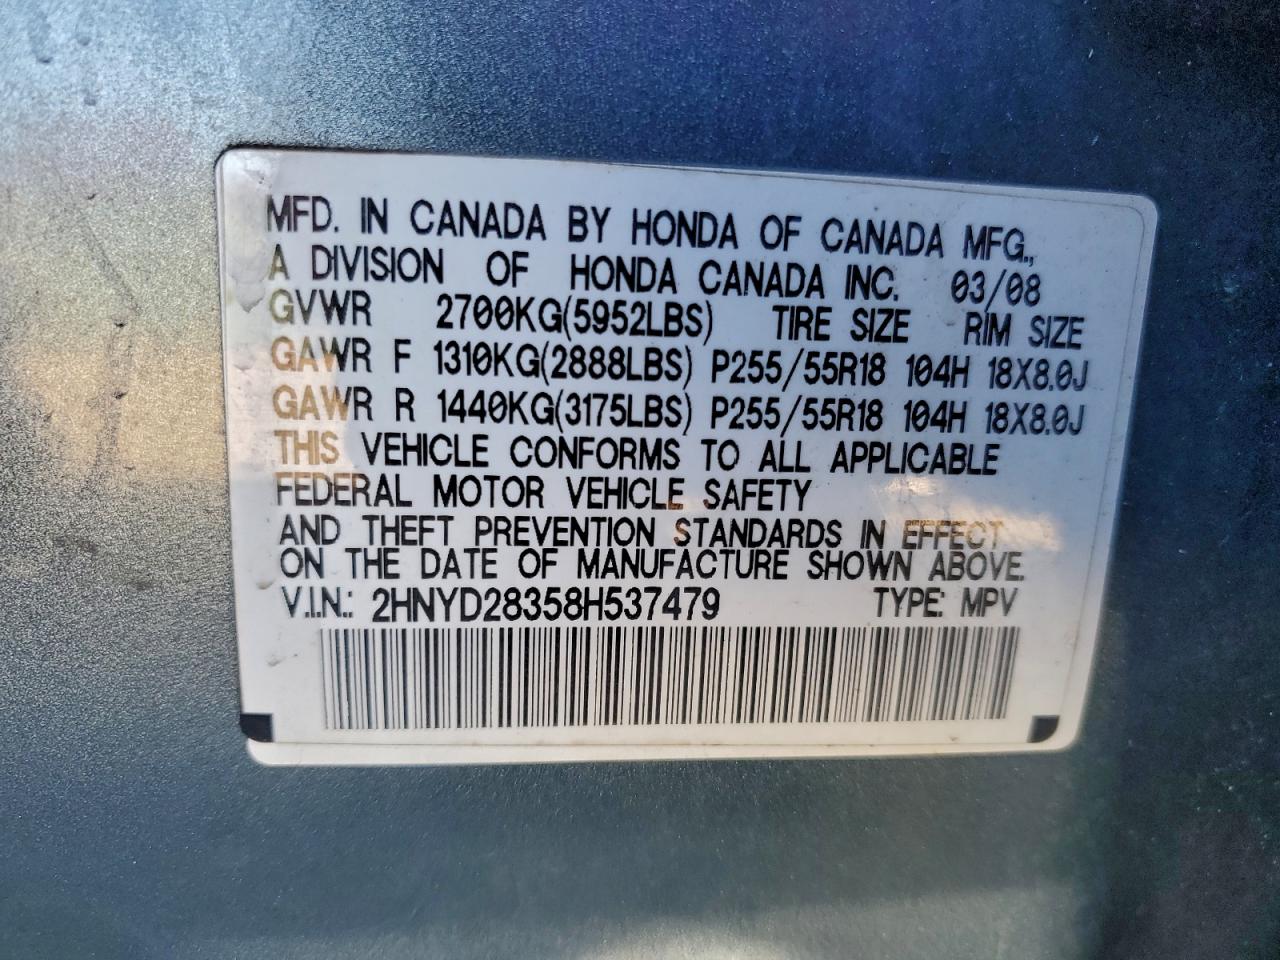 MFD. IN CANADA BY HONDA OF CANADA MFG.,
A DIVISION OF HONDA CANADA INC. 03/08
GVWR 2700KG(5952LBS) TIRE SIZE RIM SIZE
GAWR F 1310KG(2888LBS) P255/55R18 104H 18X8.0J
GAWR R 1440KG(3175LBS) P255/55R18 104H 18X8.0J
THIS VEHICLE CONFORMS TO ALL APPLICABLE
FEDERAL MOTOR VEHICLE SAFETY
AND THEFT PREVENTION STANDARDS IN EFFECT
ON THE DATE OF MANUFACTURE SHOWN ABOVE.
V.I.N.: 2HNYD28358H537479 TYPE: MPV